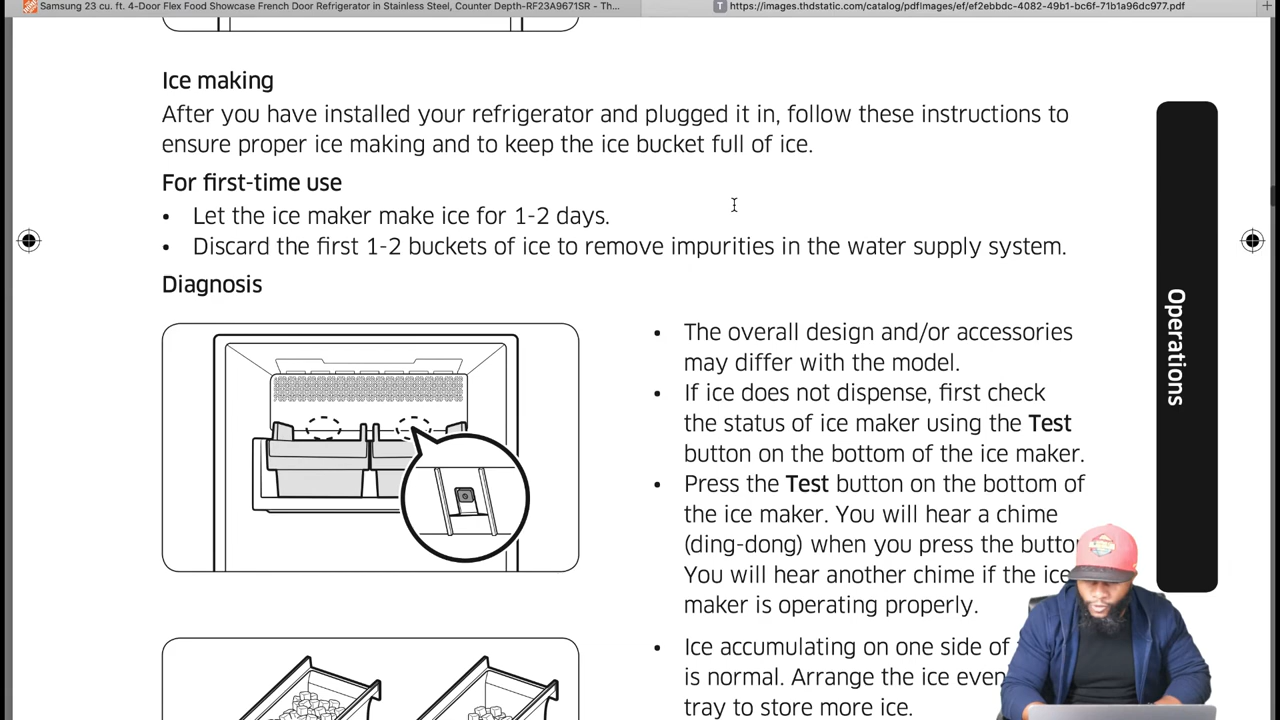 Samsung 23 cu. ft. 4-Door Flex Food Showcase French Door Refrigerator in Stainless Steel, Counter Depth-RF23A9671SR - Th...
T https://images.thdstatic.com/catalog/pdfImages/ef/ef2ebbdc-4082-49b1-bc6f-71b1a96dc977.pdf
Ice making
After you have installed your refrigerator and plugged it in, follow these instructions to
ensure proper ice making and to keep the ice bucket full of ice.
For first-time use
• Let the ice maker make ice for 1-2 days.
• Discard the first 1-2 buckets of ice to remove impurities in the water supply system.
Diagnosis
• The overall design and/or accessories
may differ with the model.
• If ice does not dispense, first check
the status of ice maker using the Test
button on the bottom of the ice maker.
• Press the Test button on the bottom of
the ice maker. You will hear a chime
(ding-dong) when you press the butto
You will hear another chime if the ice
maker is operating properly.
• Ice accumulating on one side of
is normal. Arrange the ice even
tray to store more ice.
Operations